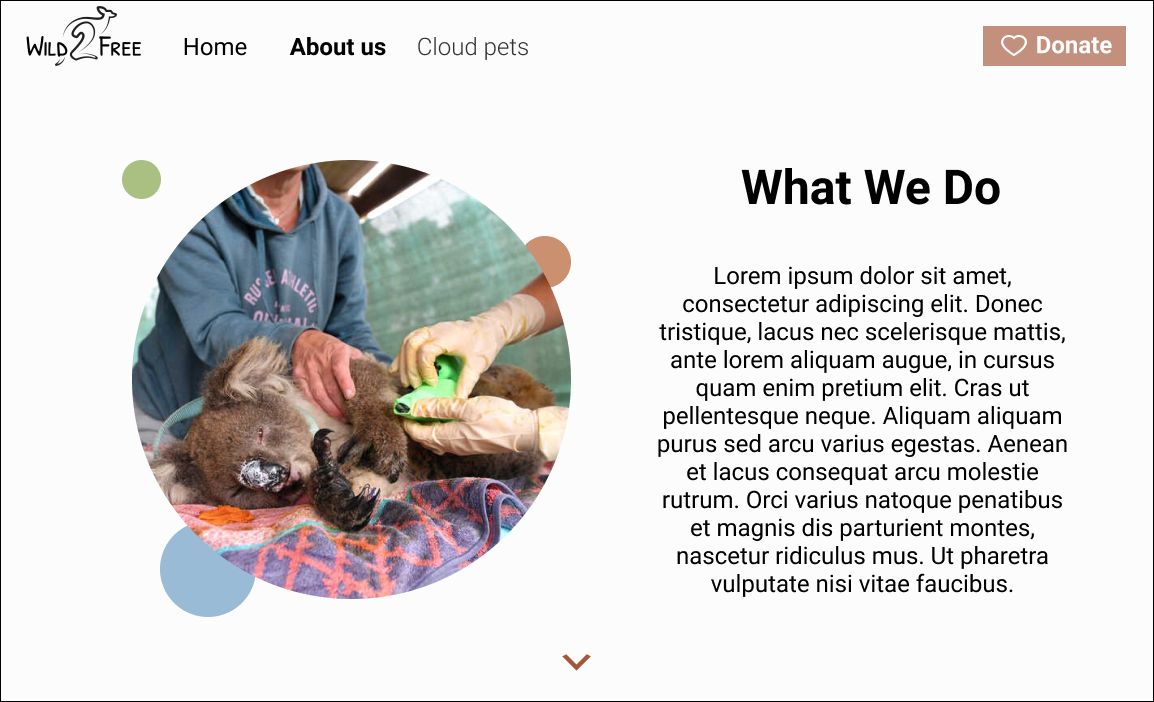 WILD2FREE Home About us Cloud pets Donate
What We Do
RUSSELL ATHLETIC
Lorem ipsum dolor sit amet,
consectetur adipiscing elit. Donec
tristique, lacus nec scelerisque mattis,
ante lorem aliquam augue, in cursus
quam enim pretium elit. Cras ut
pellentesque neque. Aliquam aliquam
purus sed arcu varius egestas. Aenean
et lacus consequat arcu molestie
rutrum. Orci varius natoque penatibus
et magnis dis parturient montes,
nascetur ridiculus mus. Ut pharetra
vulputate nisi vitae faucibus.